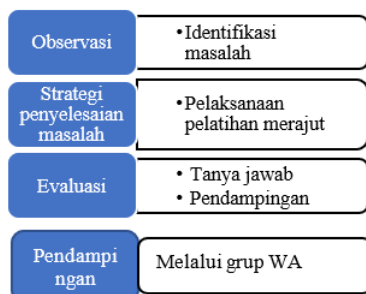 Observasi
•Identifikasi
masalah
Strategi
penyelesaian
masalah
•Pelaksanaan
pelatihan merajut
Evaluasi
• Tanya jawab
• Pendampingan
Pendampi
ngan
Melalui grup WA